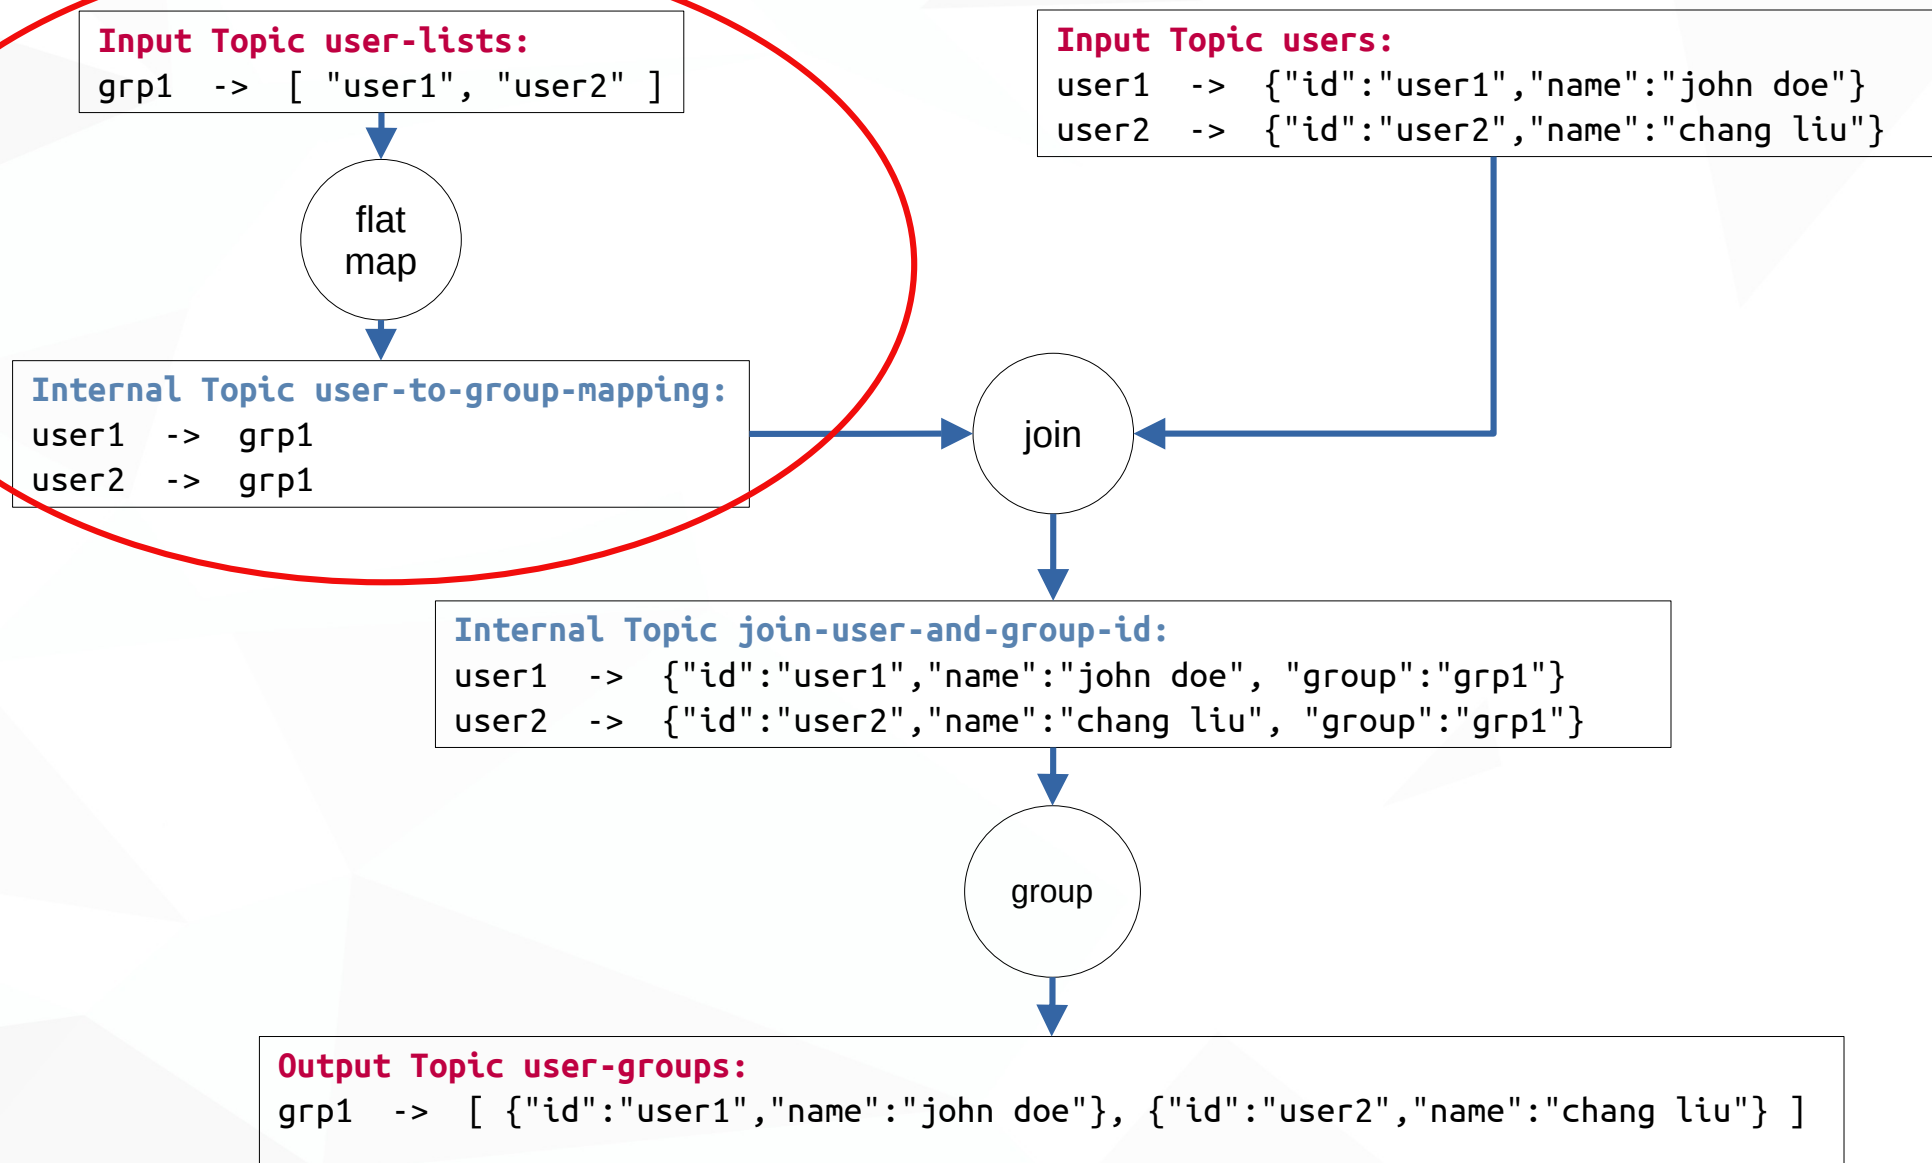 Input Topic user-lists:
grp1  ->  [ "user1", "user2" ]
Input Topic users:
user1  ->  {"id":"user1","name":"john doe"}
user2  ->  {"id":"user2","name":"chang liu"}
flat
map
Internal Topic user-to-group-mapping:
user1  ->  grp1
user2  ->  grp1
join
Internal Topic join-user-and-group-id:
user1  ->  {"id":"user1","name":"john doe", "group":"grp1"}
user2  ->  {"id":"user2","name":"chang liu", "group":"grp1"}
group
Output Topic user-groups:
grp1  ->  [ {"id":"user1","name":"john doe"}, {"id":"user2","name":"chang liu"} ]